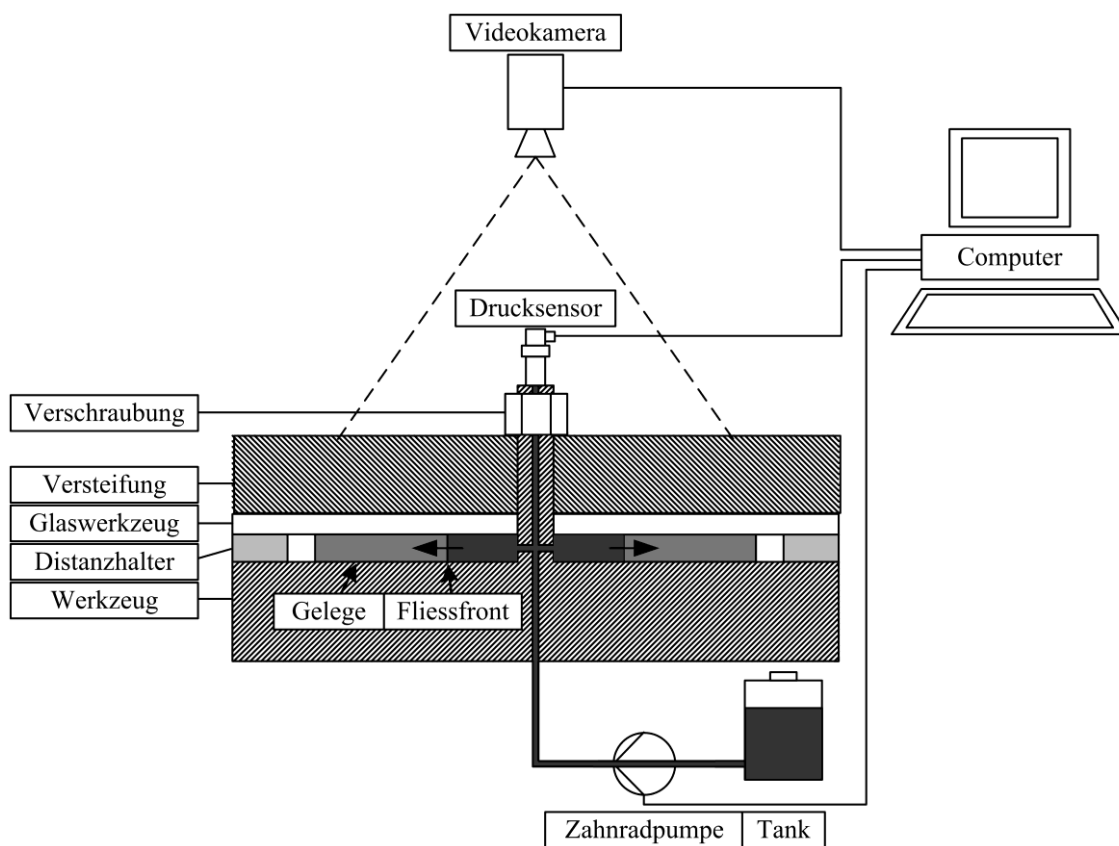 Videokamera
Computer
Drucksensor
Verschraubung
Versteifung
Glaswerkzeug
Distanzhalter
Werkzeug
Gelege
Fliessfront
Zahnradpumpe
Tank